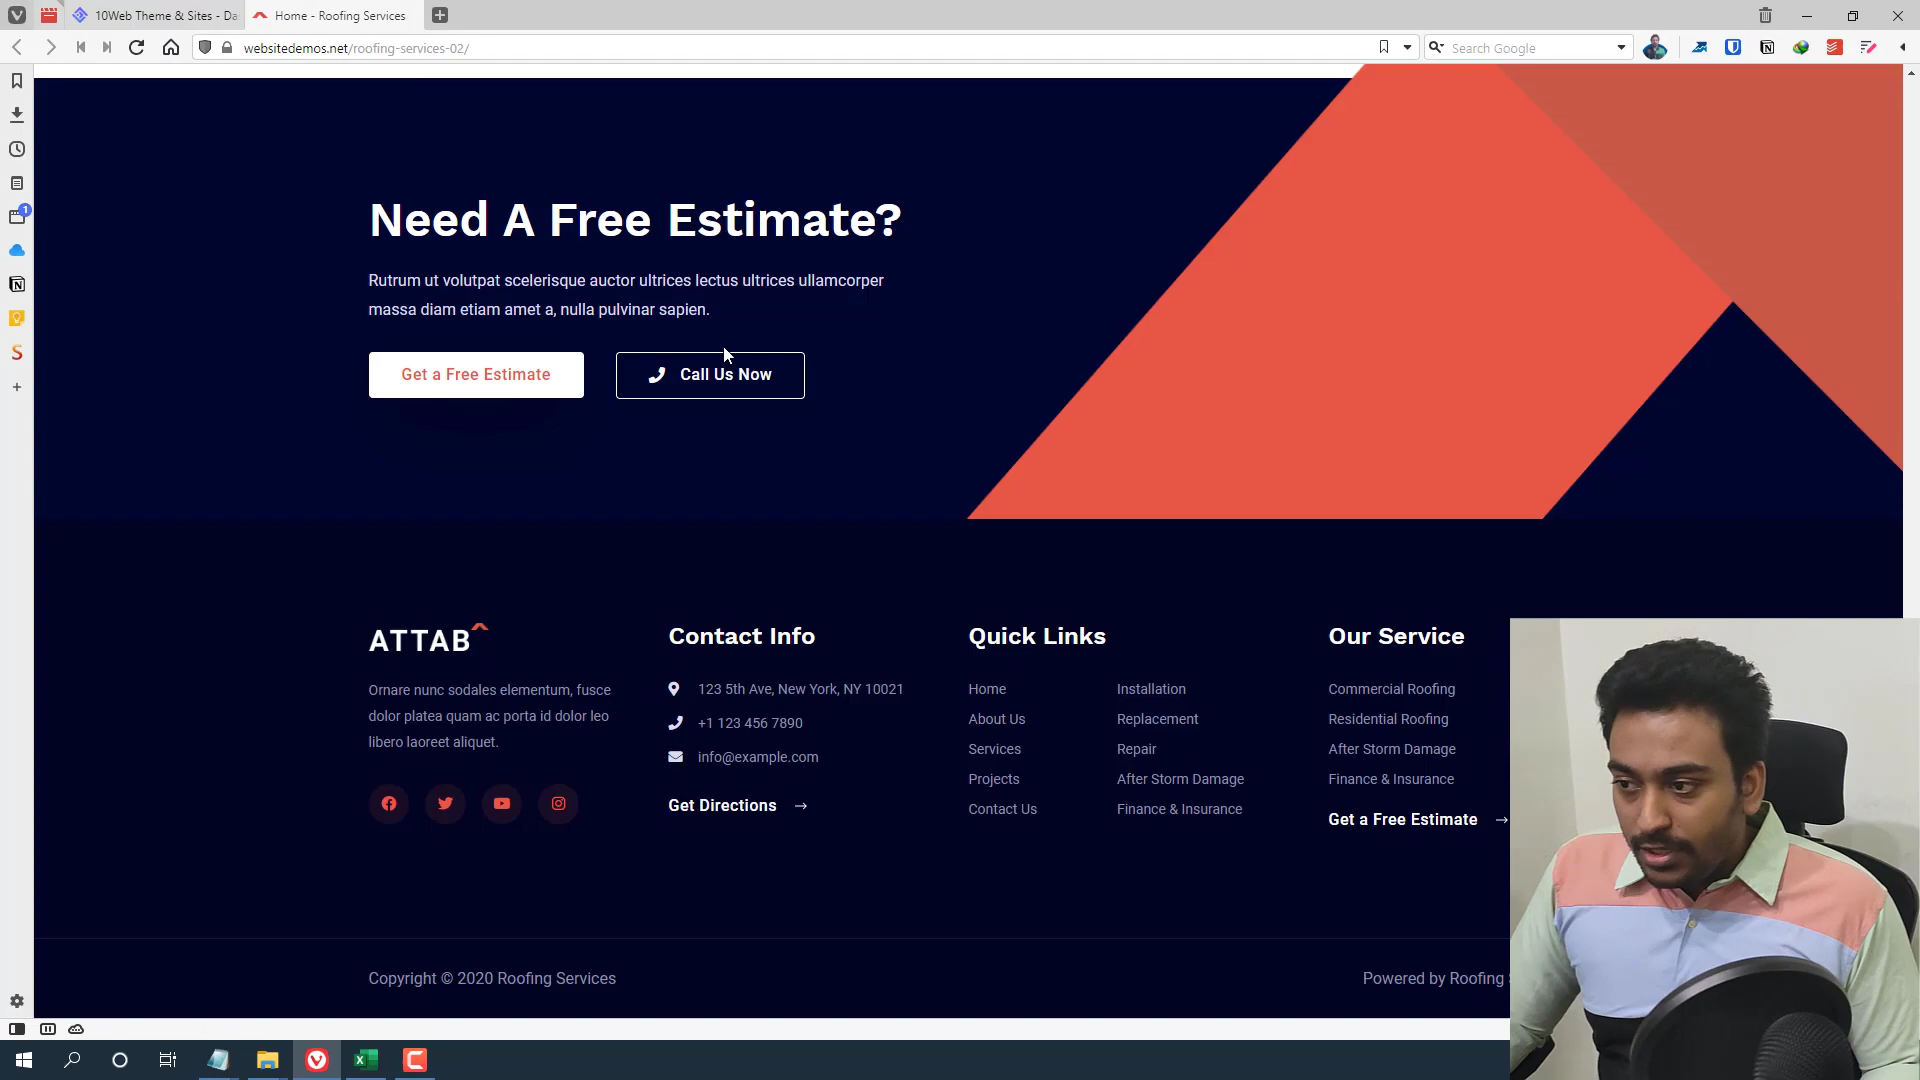 10Web Theme & Sites - Da
Home - Roofing Services
websitedemos.net/roofing-services-02/
Search Google
1
Need A Free Estimate?
Rutrum ut volutpat scelerisque auctor ultrices lectus ultrices ullamcorper
massa diam etiam amet a, nulla pulvinar sapien.
Get a Free Estimate
Call Us Now
ATTAB
Ornare nunc sodales elementum, fusce
dolor platea quam ac porta id dolor leo
libero laoreet aliquet.
Contact Info
123 5th Ave, New York, NY 10021
+1 123 456 7890
info@example.com
Get Directions →
Quick Links
Home
About Us
Services
Projects
Contact Us
Installation
Replacement
Repair
After Storm Damage
Finance & Insurance
Our Service
Commercial Roofing
Residential Roofing
After Storm Damage
Finance & Insurance
Get a Free Estimate →
Copyright © 2020 Roofing Services
Powered by Roofing